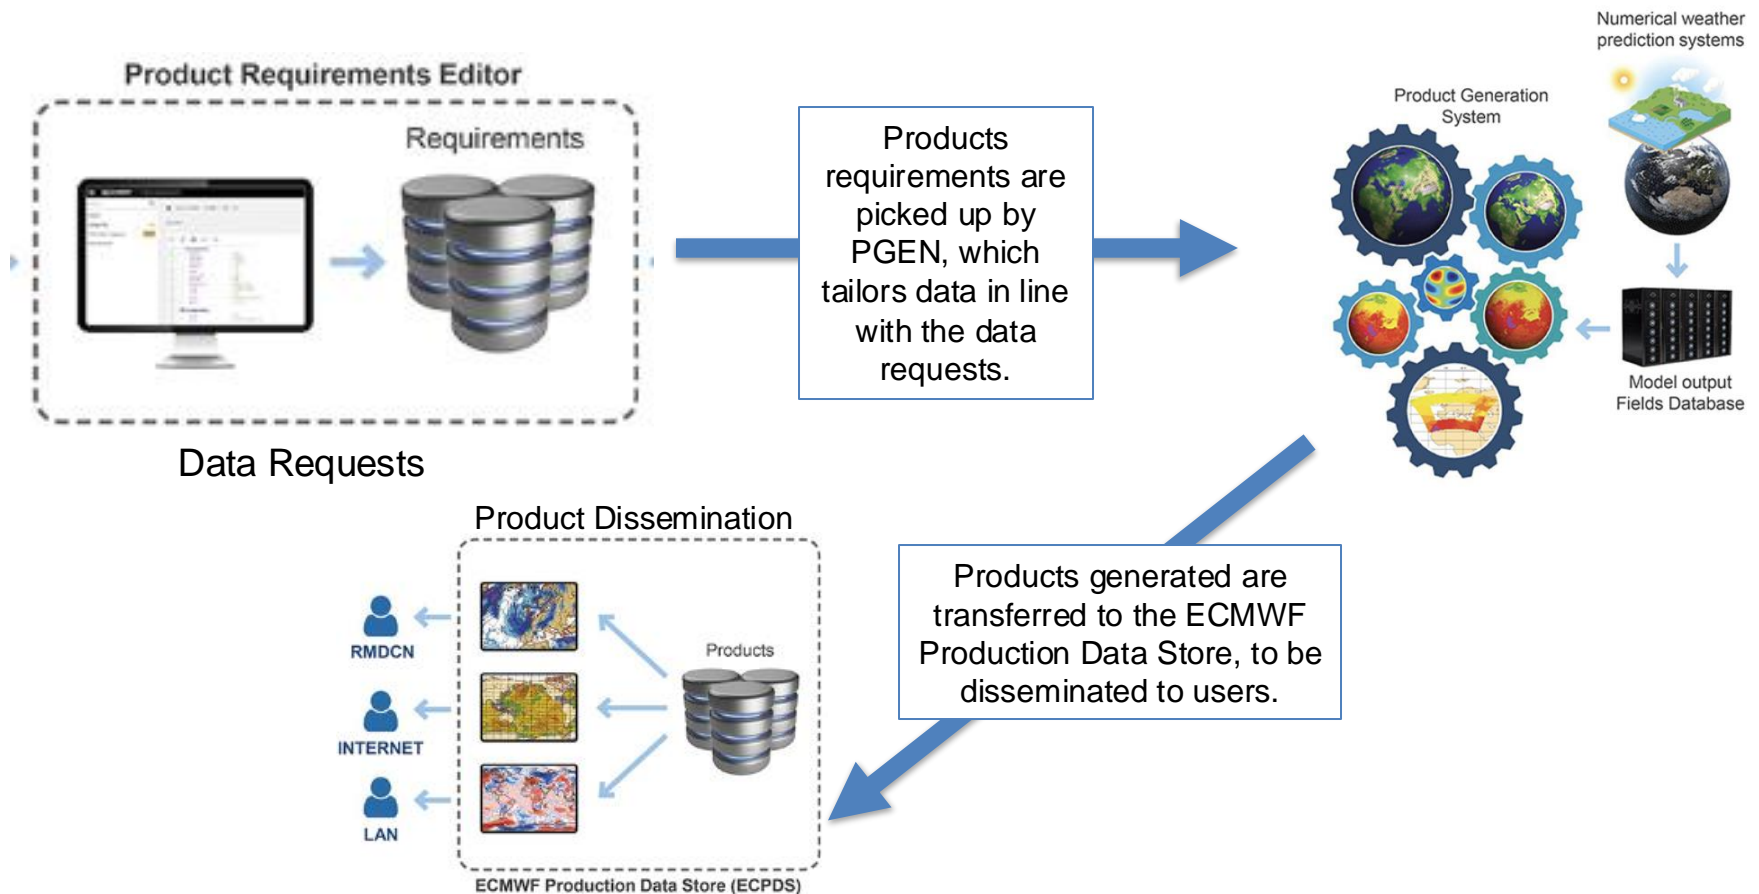 Numerical weather
prediction systems
Product Requirements Editor
Requirements
Product Generation
System
Products
requirements are
picked up by
PGEN, which
tailors data in line
with the data
requests.
Model output
Fields Database
Data Requests
Product Dissemination
Products generated are
transferred to the ECMWF
Production Data Store, to be
disseminated to users.
Products
RMDCN
INTERNET
LAN
ECMWF Production Data Store (ECPDS)